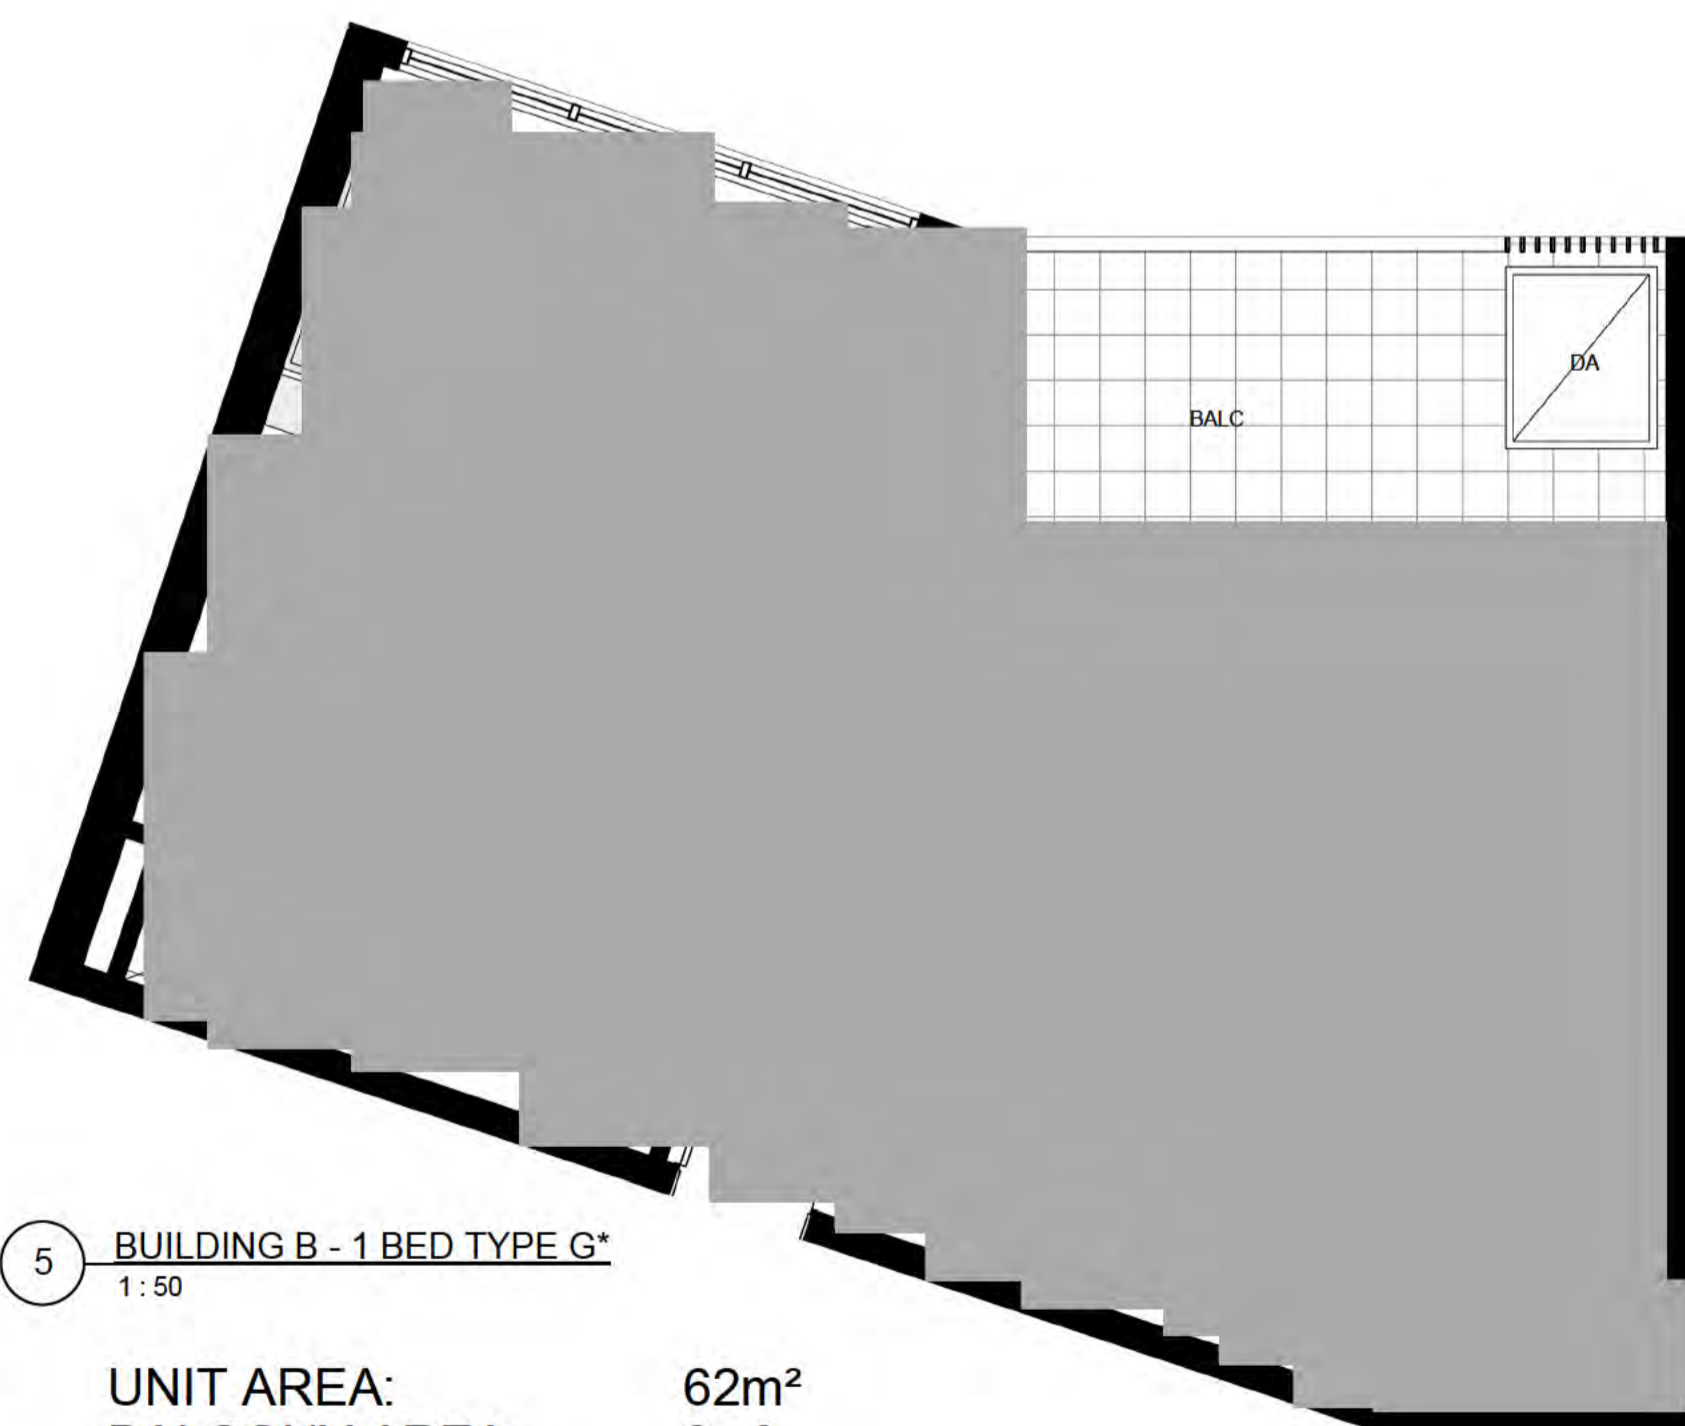 DA
BALC
5
BUILDING B - 1 BED TYPE G*
1 : 50
UNIT AREA: 62m²